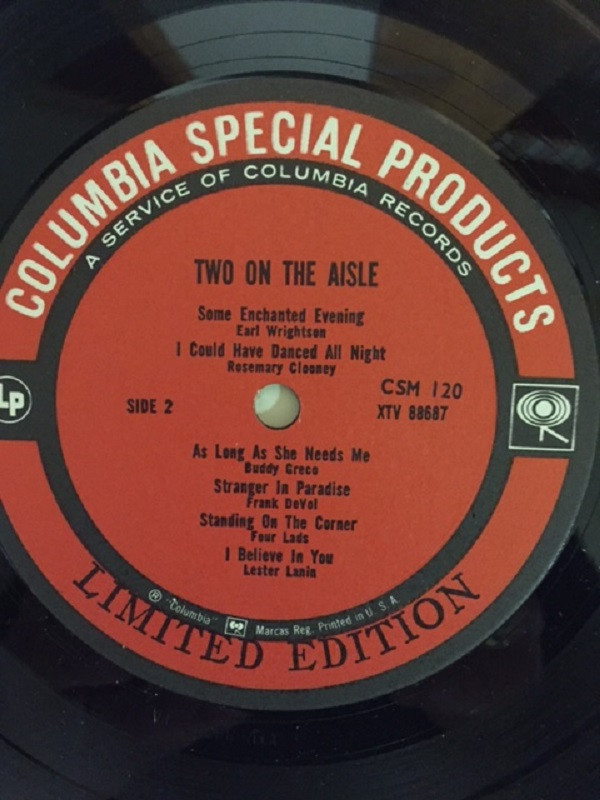 COLUMBIA SPECIAL PRODUCTS
A SERVICE OF COLUMBIA RECORDS
TWO ON THE AISLE
Some Enchanted Evening
Earl Wrightson
I Could Have Danced All Night
Rosemary Clooney
Lp
SIDE 2
CSM 120
XTV 88687
As Long As She Needs Me
Buddy Greco
Stranger In Paradise
Frank DeVol
Standing On The Corner
Four Lads
I Believe In You
Lester Lanin
® "Columbia" Marcas Reg. Printed in U. S. A.
LIMITED EDITION